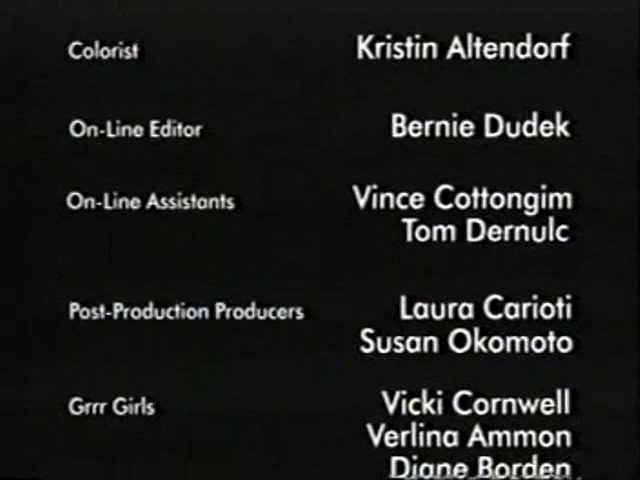 Colorist Kristin Altendorf
On-Line Editor Bernie Dudek
On-Line Assistants Vince Cottongim
Tom Dernulc
Post-Production Producers Laura Carioti
Susan Okomoto
Grrr Girls Vicki Cornwell
Verlina Ammon
Diane Borden